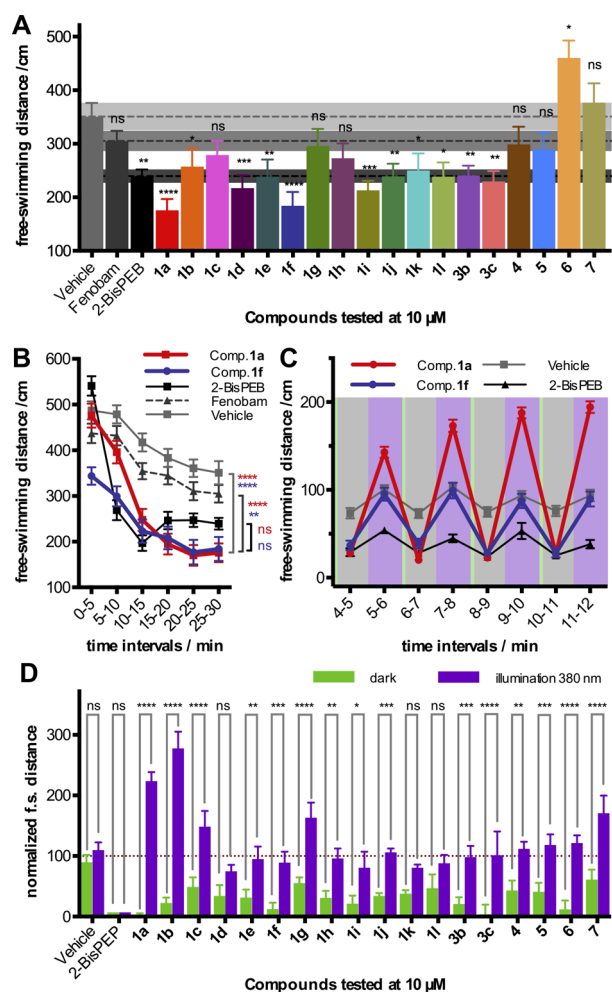 A
free-swimming distance /cm
500
400
300
200
100
ns ** **** * ns *** ** **** ns ns *** ** * * ** ** ns ns * ns
Vehicle Fenobam 2-BisPEB 1a 1b 1c 1d 1e 1f 1g 1h 1i 1j 1k 1l 3b 3c 4 5 6 7
Compounds tested at 10 µM
B
free-swimming distance /cm
600
500
400
300
200
100
Comp.1a
Comp.1f
2-BisPEB
Fenobam
Vehicle
****
****
****
**
ns
ns
0-5 5-10 10-15 15-20 20-25 25-30
time intervals / min
C
Comp.1a Vehicle
Comp.1f 2-BisPEB
free-swimming distance /cm
200
100
0
4-5 5-6 6-7 7-8 8-9 9-10 10-11 11-12
time intervals / min
D
dark illumination 380 nm
normalized f.s. distance
300
200
100
0
ns ns **** **** **** ns ** *** **** ** * *** ns ns *** **** ** *** **** ****
Vehicle 2-BisPEP 1a 1b 1c 1d 1e 1f 1g 1h 1i 1j 1k 1l 3b 3c 4 5 6 7
Compounds tested at 10 µM